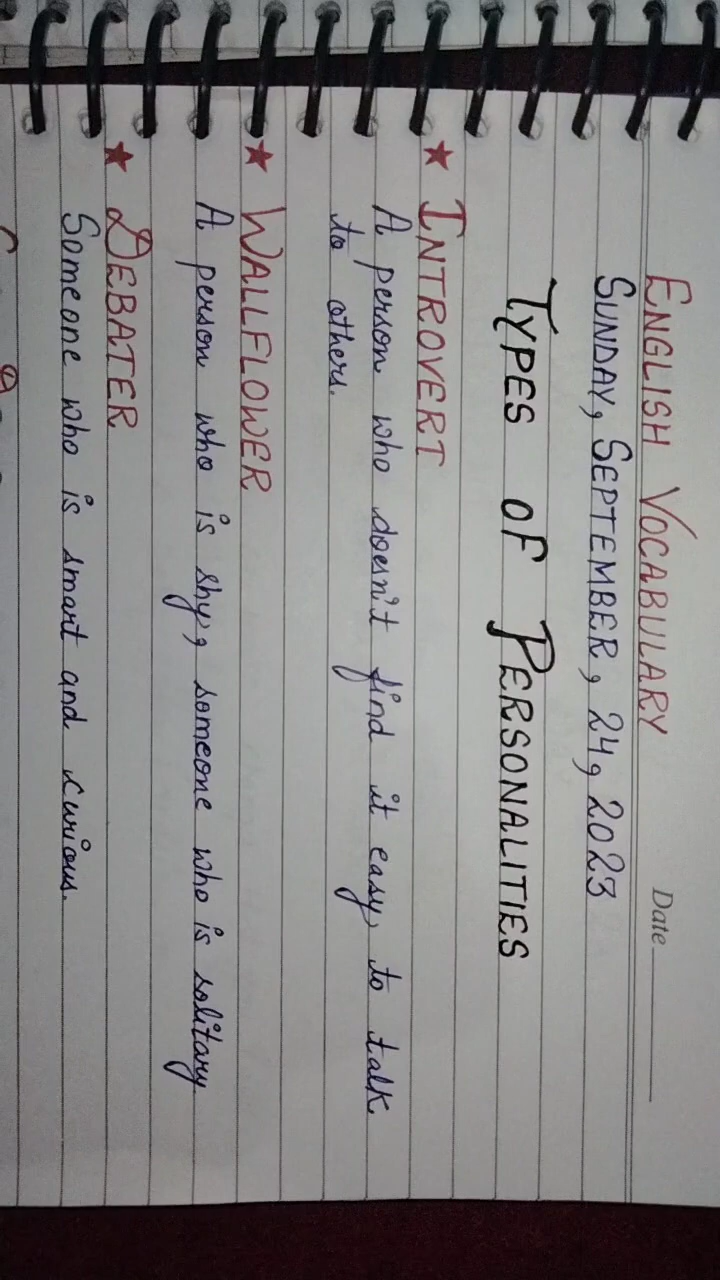 Date
ENGLISH VOCABULARY
SUNDAY, SEPTEMBER, 24, 2023
TYPES OF PERSONALITIES
★ INTROVERT
A person who doesn't find it easy, to talk
to others.
★ WALLFLOWER
A person who is shy, someone who is solitary
★ DEBATER
Someone who is smart and curious.